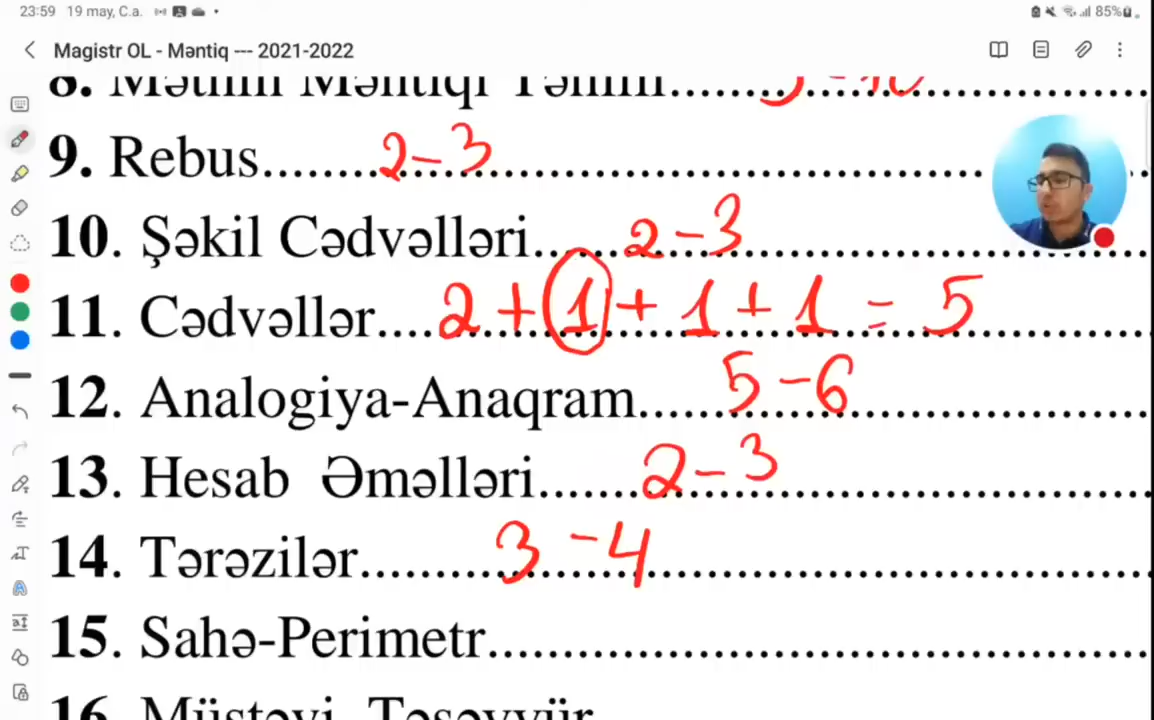 23:59 19 may, C.a. 85%
Magistr OL - Məntiq --- 2021-2022
9. Rebus.......2-3.......
10. Şəkil Cədvəlləri.....2-3.......
11. Cədvəllər....2+1+1+1=5
12. Analogiya-Anaqram.....5-6.......
13. Hesab Əməlləri.....2-3.......
14. Tərəzilər.......3-4.......
15. Sahə-Perimetr.......